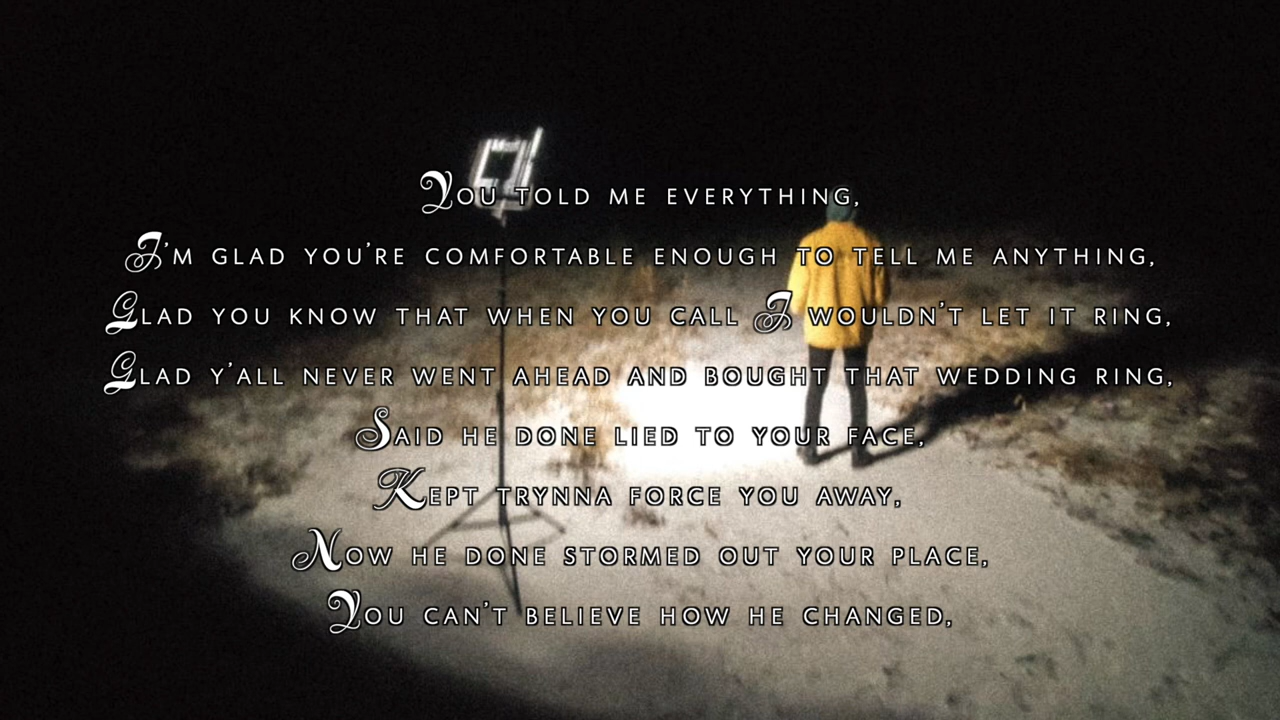 You told me everything,
I'm glad you're comfortable enough to tell me anything,
Glad you know that when you call I wouldn't let it ring,
Glad y'all never went ahead and bought that wedding ring,
Said he done lied to your face,
Kept trynna force you away,
Now he done stormed out your place,
You can't believe how he changed,